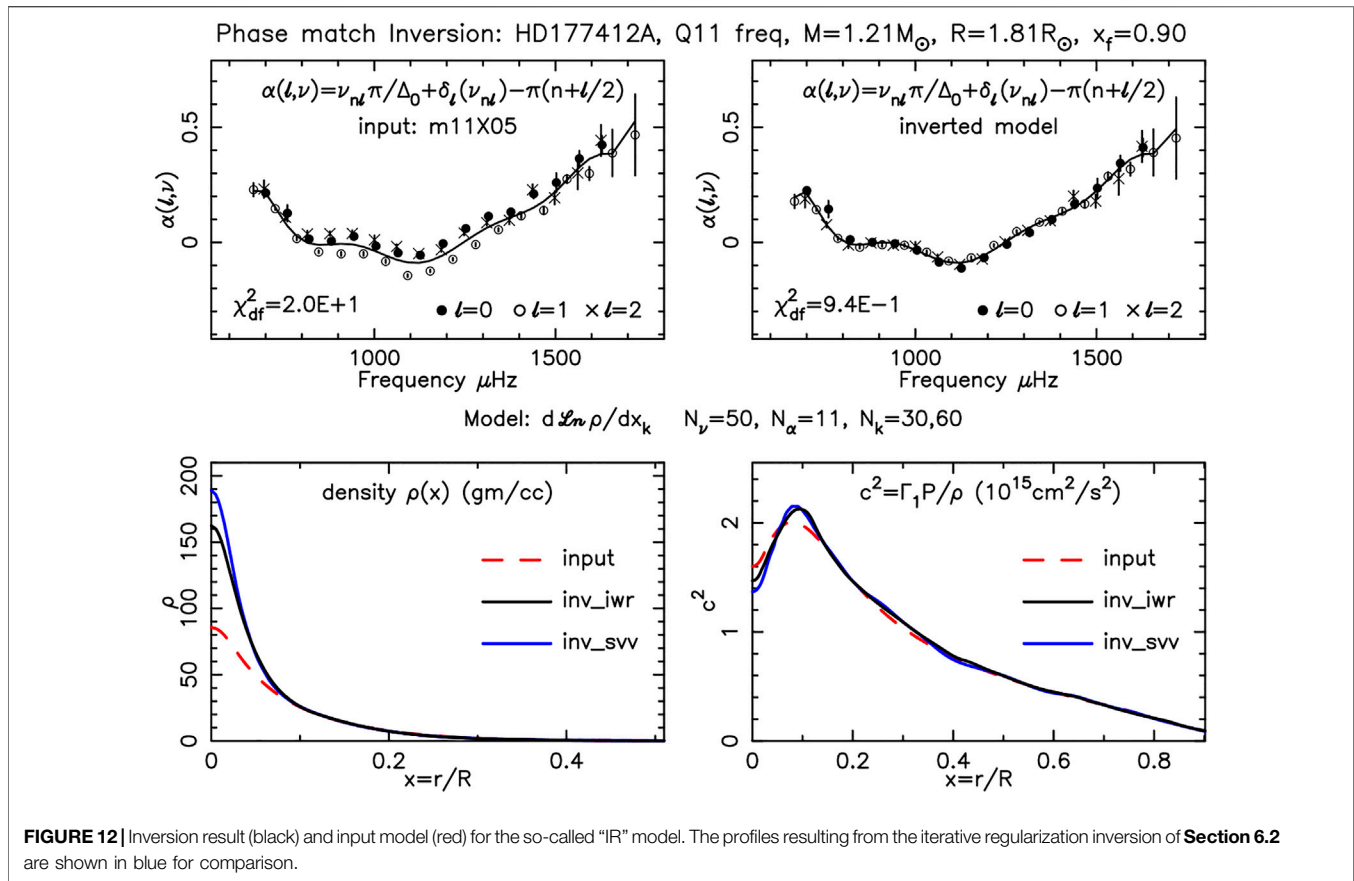 Phase match Inversion: HD177412A, Q11 freq, M=1.21M⊙, R=1.81R⊙, x_f=0.90
α(ℓ,ν)=ν_nℓ π/Δ₀+δ_ℓ(ν_nℓ)−π(n+ℓ/2)
input: m11X05
α(ℓ,ν)
0.5
0
χ²_df=2.0E+1
● ℓ=0 ○ ℓ=1 × ℓ=2
1000 1500
Frequency μHz
α(ℓ,ν)=ν_nℓ π/Δ₀+δ_ℓ(ν_nℓ)−π(n+ℓ/2)
inverted model
α(ℓ,ν)
0.5
0
χ²_df=9.4E−1
● ℓ=0 ○ ℓ=1 × ℓ=2
1000 1500
Frequency μHz
Model: d ℒn ρ/dx_k N_ν=50, N_α=11, N_k=30,60
density ρ(x) (gm/cc)
input
inv_iwr
inv_svv
ρ
200
150
100
50
0
0 0.2 0.4
x=r/R
c²=Γ₁P/ρ (10¹⁵cm²/s²)
input
inv_iwr
inv_svv
c²
2
1
0
0 0.2 0.4 0.6 0.8
x=r/R
FIGURE 12 | Inversion result (black) and input model (red) for the so-called “IR” model. The profiles resulting from the iterative regularization inversion of Section 6.2
are shown in blue for comparison.